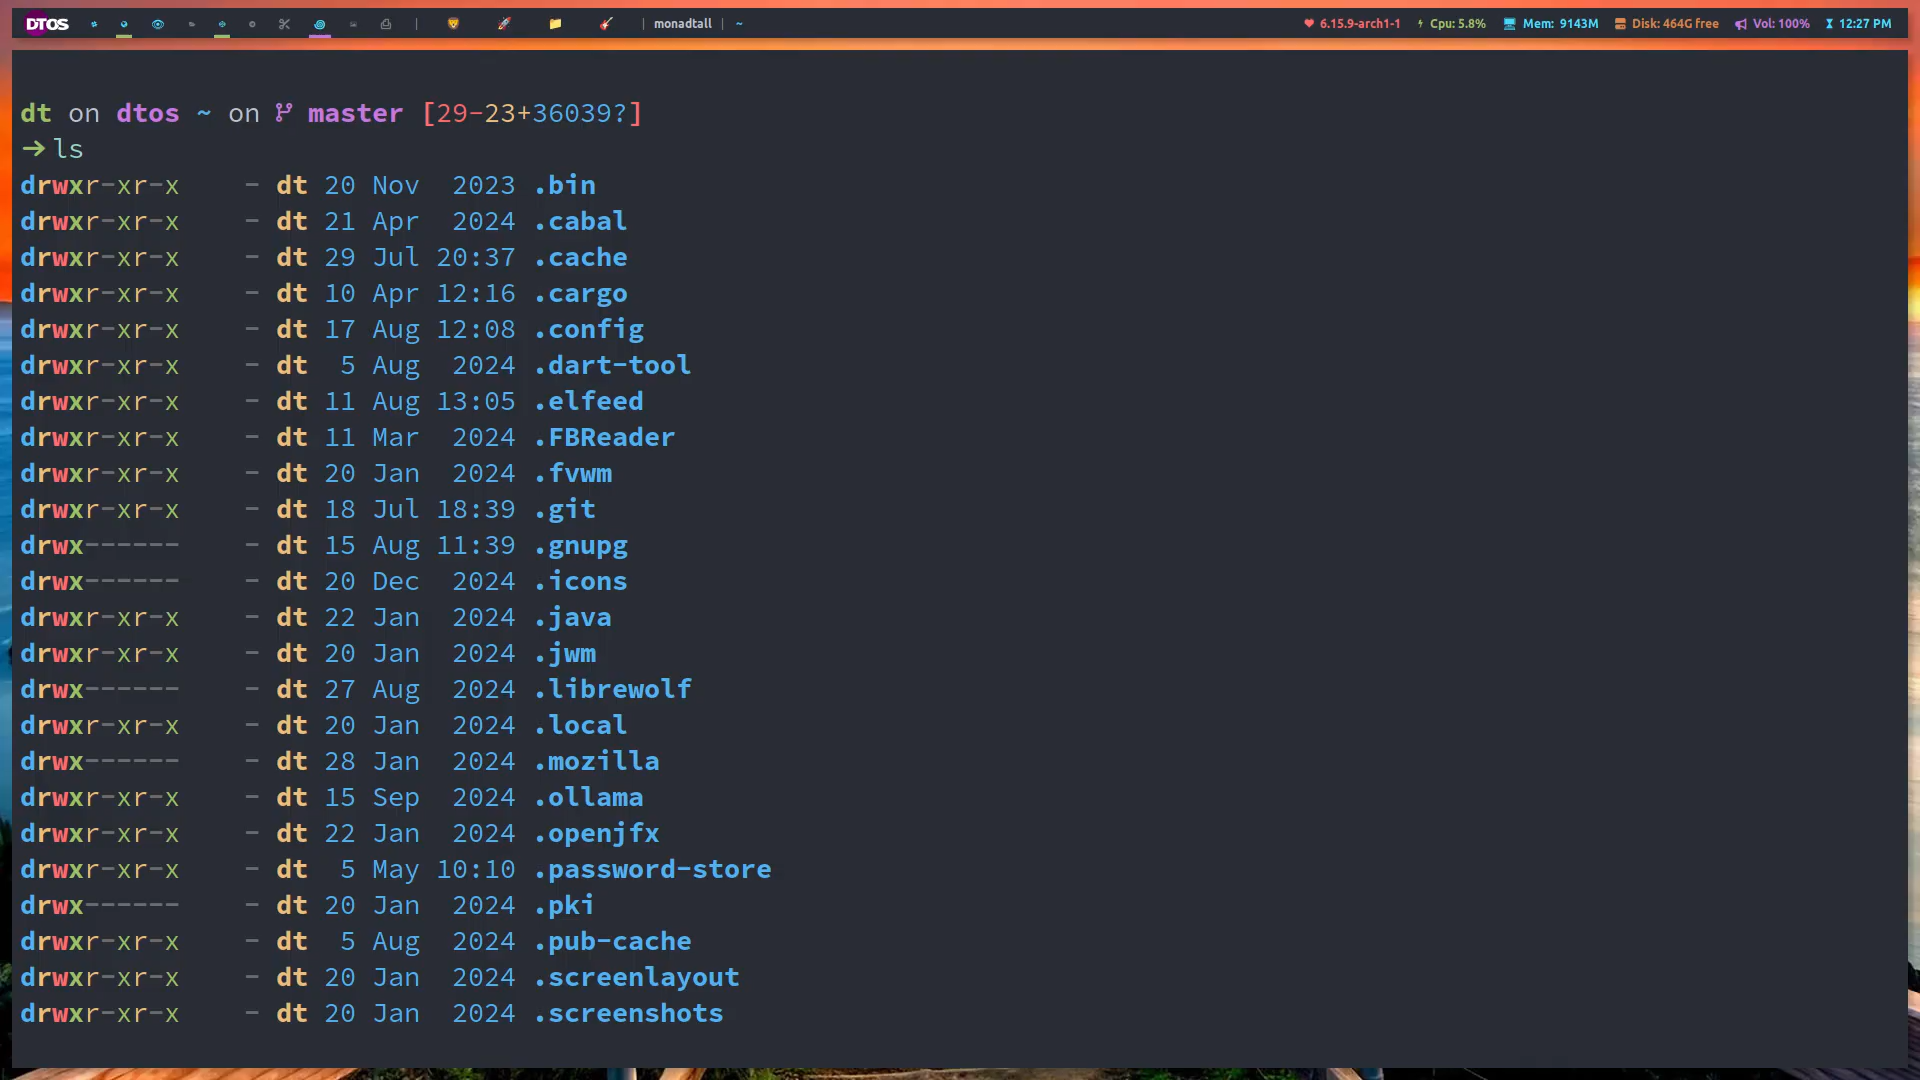 DTOS | | monadtall | ~ 6.15.9-arch1-1 Cpu: 5.8% Mem: 9143M Disk: 464G free Vol: 100% 12:27 PM
dt on dtos ~ on master [29-23+36039?]
→ ls
drwxr-xr-x - dt 20 Nov 2023 .bin
drwxr-xr-x - dt 21 Apr 2024 .cabal
drwxr-xr-x - dt 29 Jul 20:37 .cache
drwxr-xr-x - dt 10 Apr 12:16 .cargo
drwxr-xr-x - dt 17 Aug 12:08 .config
drwxr-xr-x - dt 5 Aug 2024 .dart-tool
drwxr-xr-x - dt 11 Aug 13:05 .elfeed
drwxr-xr-x - dt 11 Mar 2024 .FBReader
drwxr-xr-x - dt 20 Jan 2024 .fvwm
drwxr-xr-x - dt 18 Jul 18:39 .git
drwx------ - dt 15 Aug 11:39 .gnupg
drwx------ - dt 20 Dec 2024 .icons
drwxr-xr-x - dt 22 Jan 2024 .java
drwxr-xr-x - dt 20 Jan 2024 .jwm
drwx------ - dt 27 Aug 2024 .librewolf
drwxr-xr-x - dt 20 Jan 2024 .local
drwx------ - dt 28 Jan 2024 .mozilla
drwxr-xr-x - dt 15 Sep 2024 .ollama
drwxr-xr-x - dt 22 Jan 2024 .openjfx
drwxr-xr-x - dt 5 May 10:10 .password-store
drwx------ - dt 20 Jan 2024 .pki
drwxr-xr-x - dt 5 Aug 2024 .pub-cache
drwxr-xr-x - dt 20 Jan 2024 .screenlayout
drwxr-xr-x - dt 20 Jan 2024 .screenshots